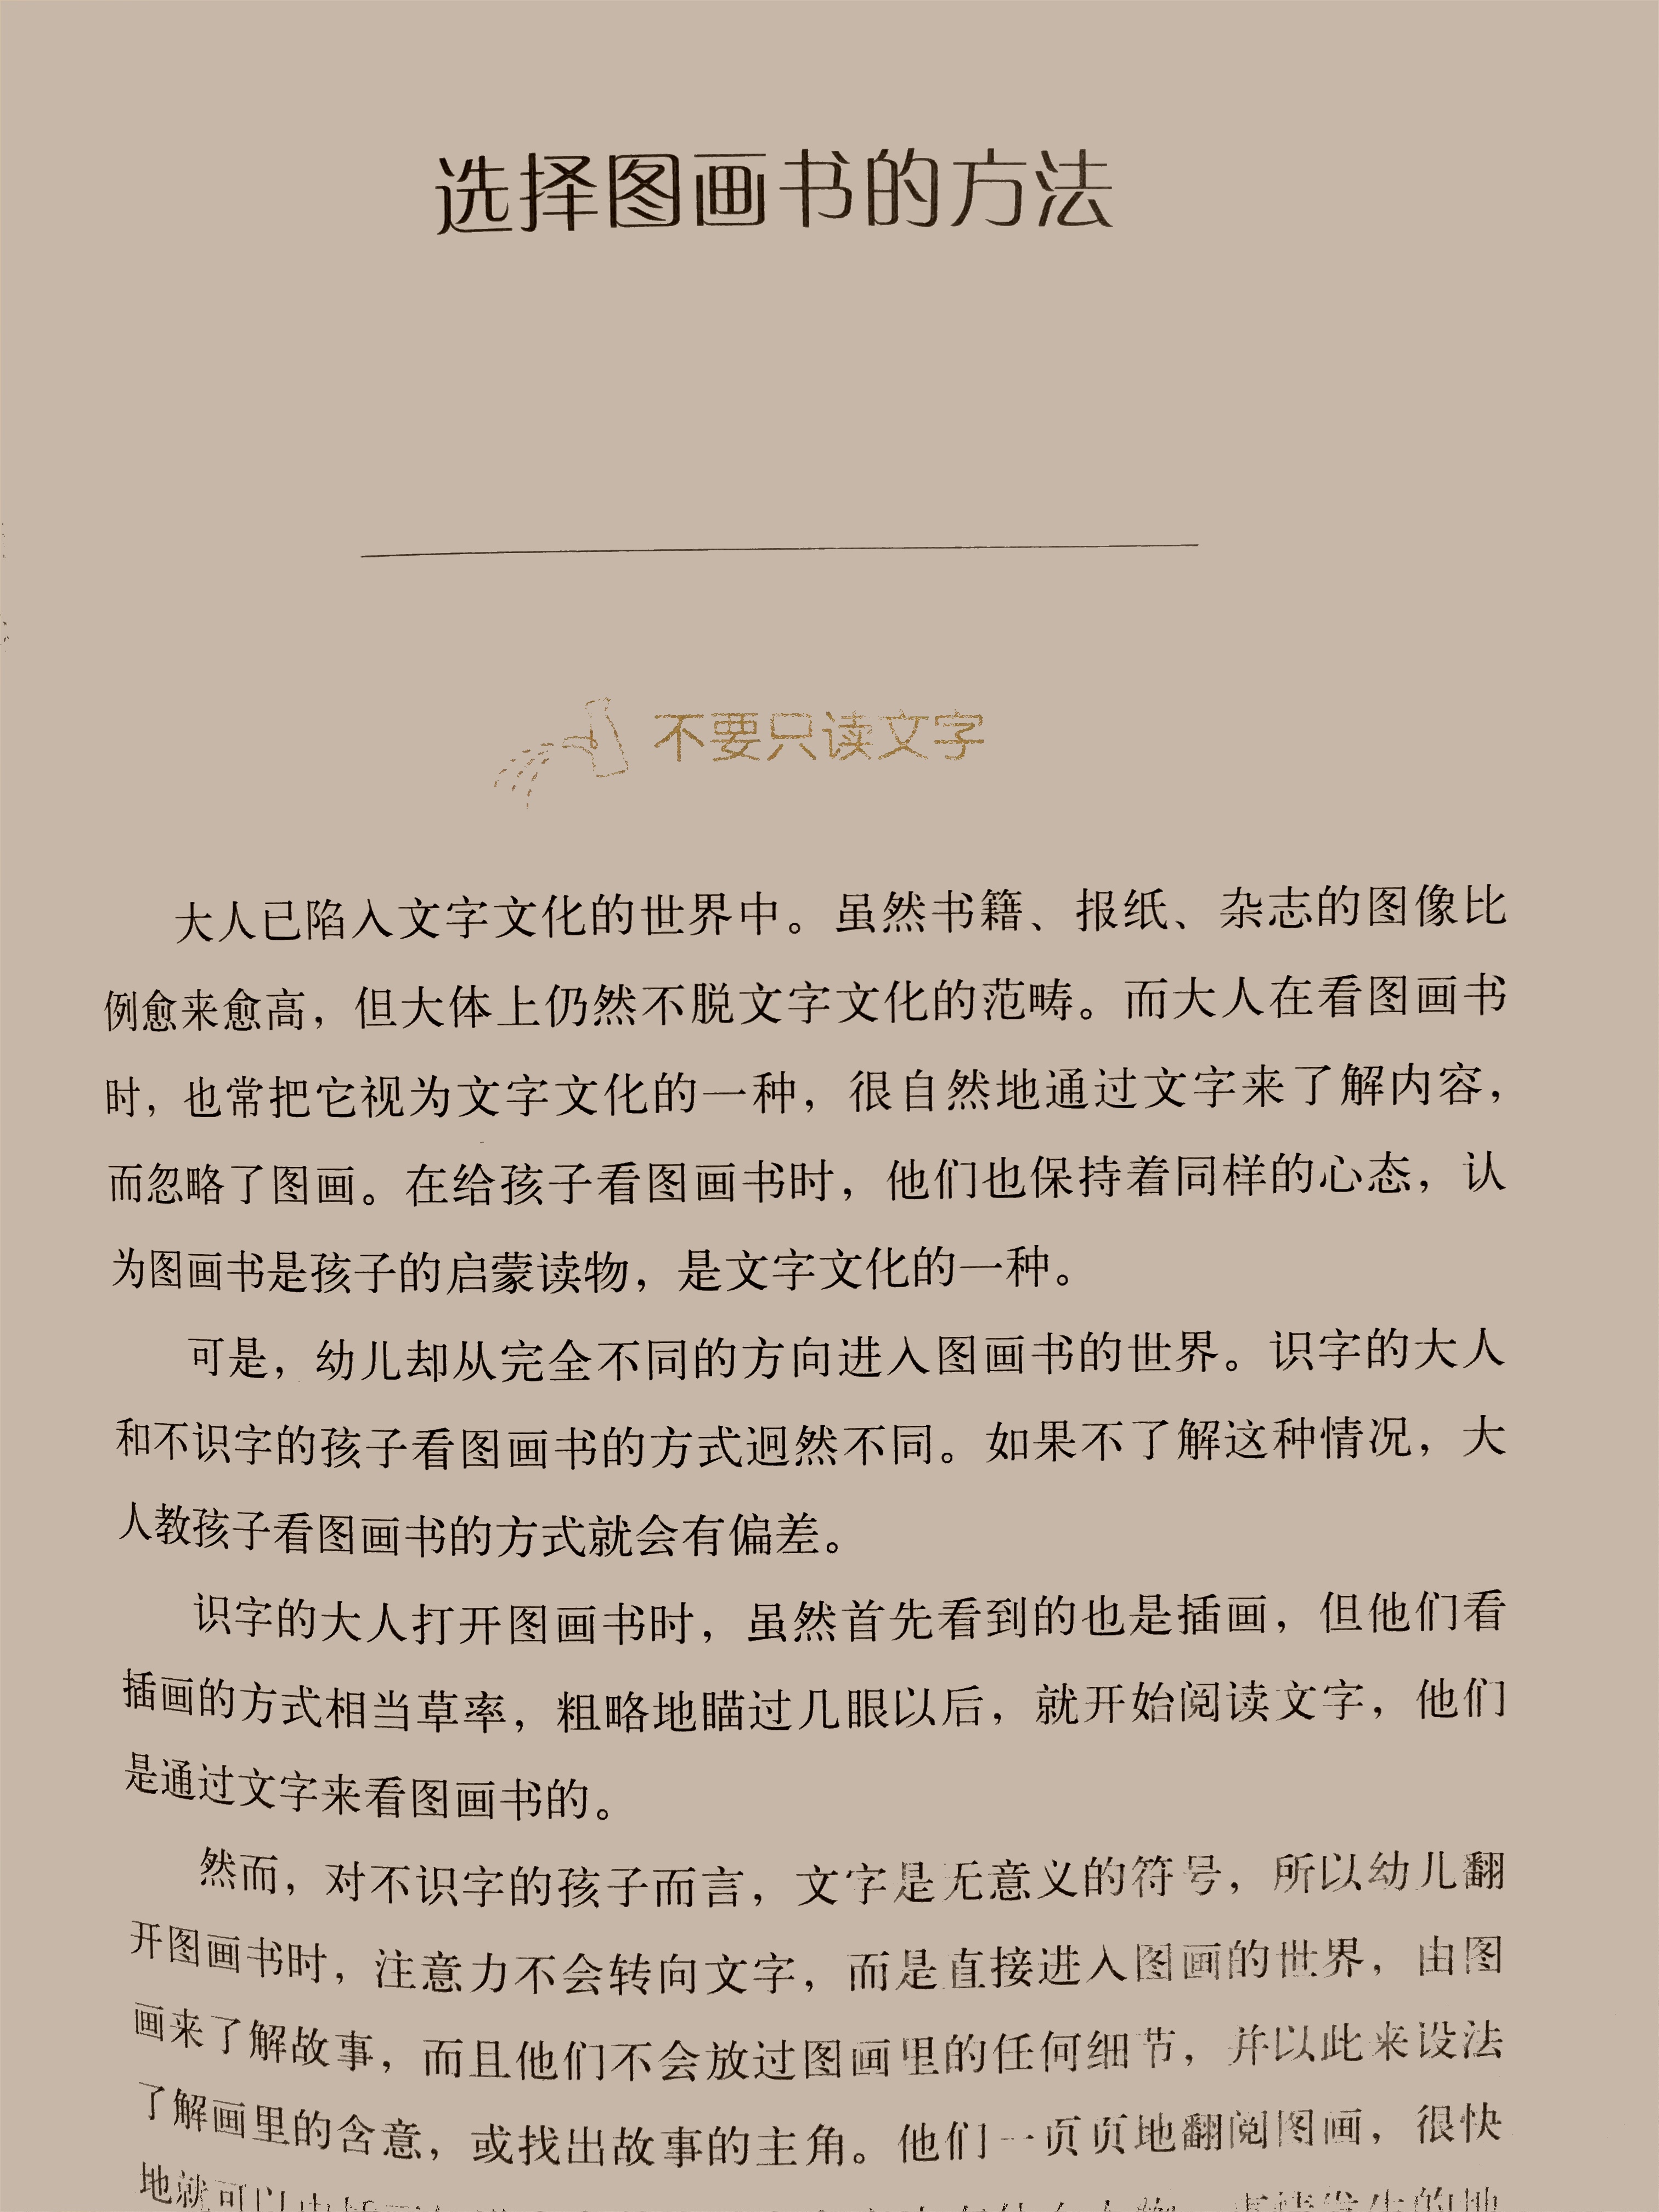 选择图画书的方法
不要只读文字
大人已陷入文字文化的世界中。虽然书籍、报纸、杂志的图像比
例愈来愈高，但大体上仍然不脱文字文化的范畴。而大人在看图画书
时，也常把它视为文字文化的一种，很自然地通过文字来了解内容，
而忽略了图画。在给孩子看图画书时，他们也保持着同样的心态，认
为图画书是孩子的启蒙读物，是文字文化的一种。
可是，幼儿却从完全不同的方向进入图画书的世界。识字的大人
和不识字的孩子看图画书的方式迥然不同。如果不了解这种情况，大
人教孩子看图画书的方式就会有偏差。
识字的大人打开图画书时，虽然首先看到的也是插画，但他们看
插画的方式相当草率，粗略地瞄过几眼以后，就开始阅读文字，他们
是通过文字来看图画书的。
然而，对不识字的孩子而言，文字是无意义的符号，所以幼儿翻
开图画书时，注意力不会转向文字，而是直接进入图画的世界，由图
画来了解故事，而且他们不会放过图画里的任何细节，并以此来设法
了解画里的含意，或找出故事的主角。他们一页页地翻阅图画，很快
地就可以由插画